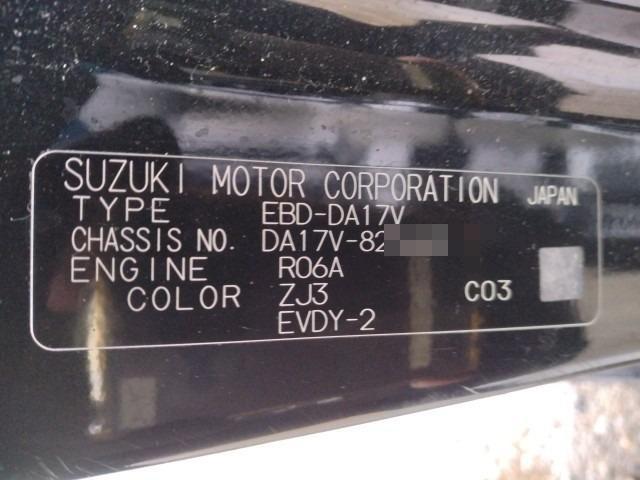 SUZUKI MOTOR CORPORATION JAPAN
TYPE EBD-DA17V
CHASSIS NO. DA17V-82
ENGINE R06A
COLOR ZJ3 C03
EVDY-2